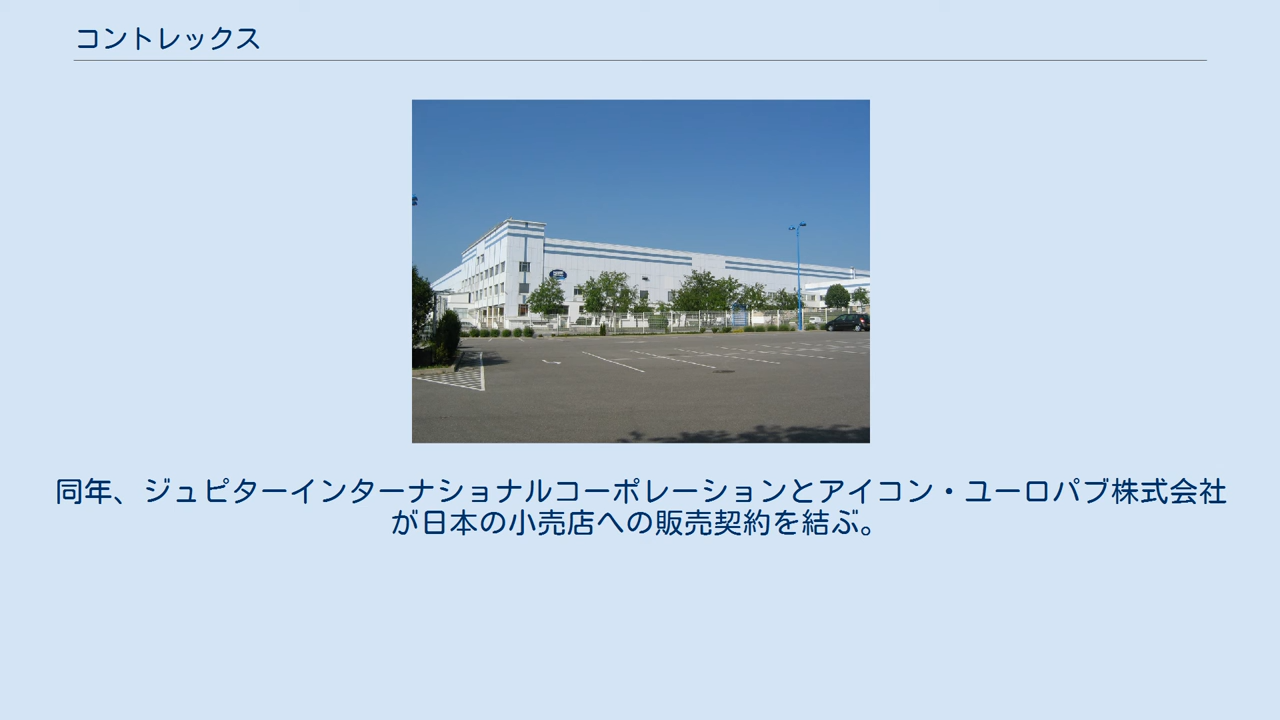 コントレックス
同年、ジュピターインターナショナルコーポレーションとアイコン・ユーロパブ株式会社
が日本の小売店への販売契約を結ぶ。